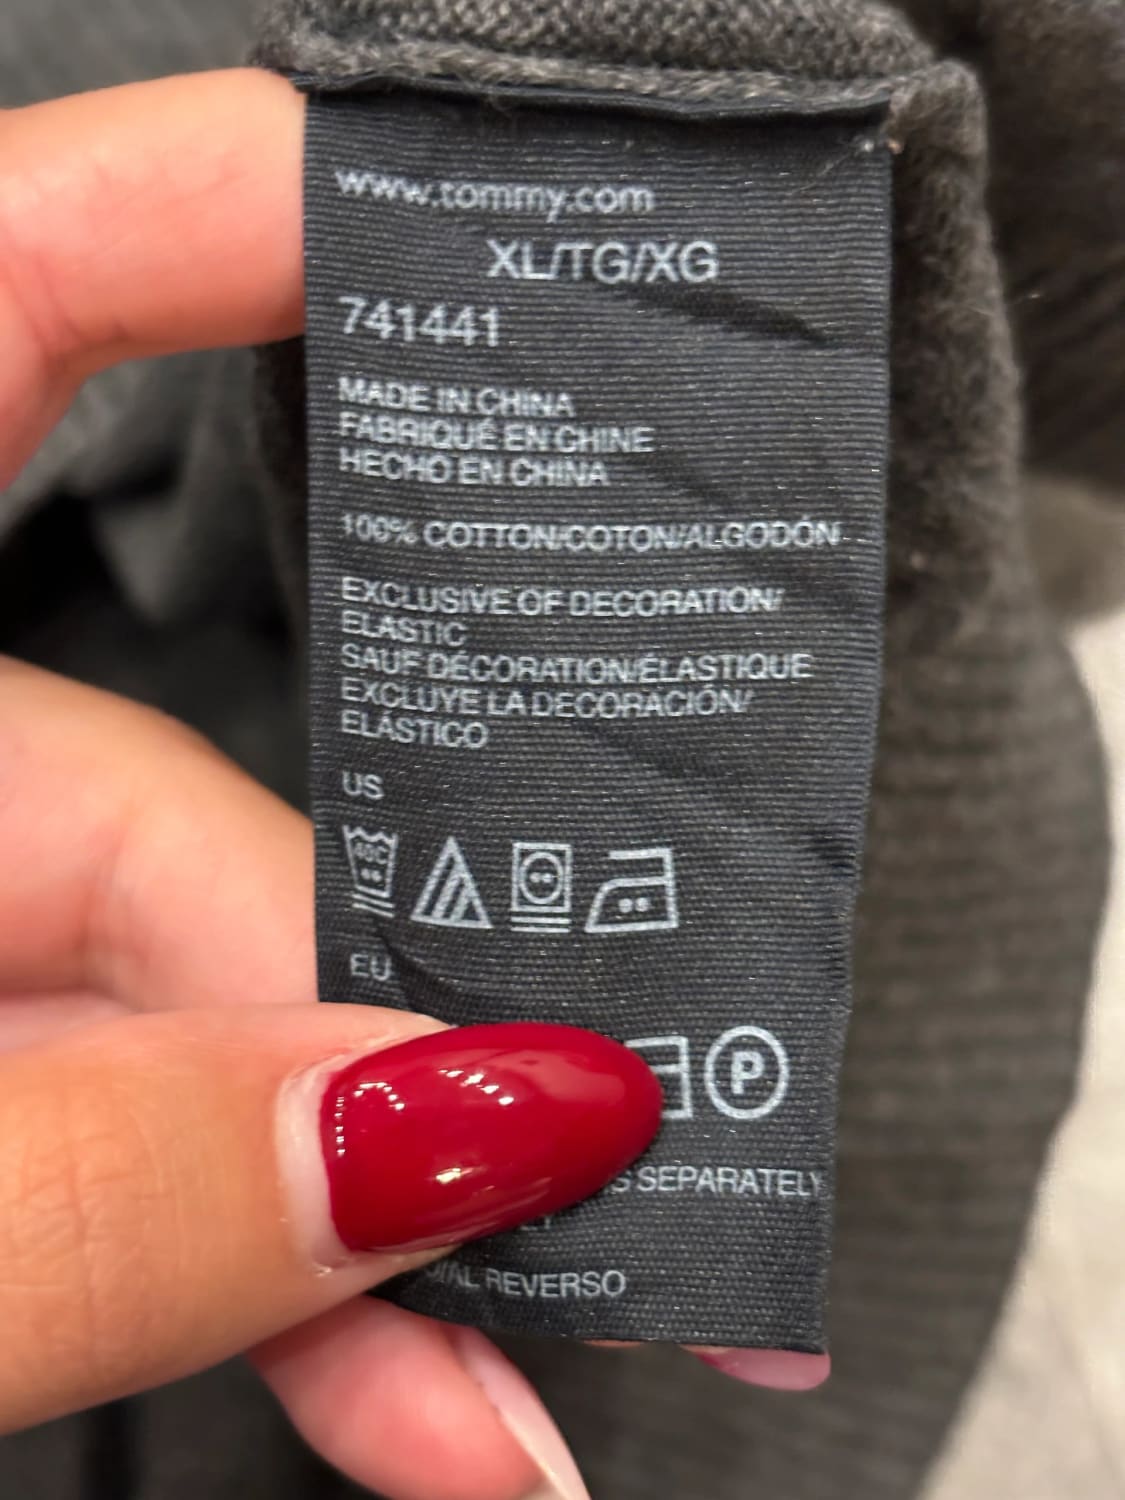 www.tommy.com
XL/TG/XG
741441
MADE IN CHINA
FABRIQUÉ EN CHINE
HECHO EN CHINA
100% COTTON/COTON/ALGODÓN
EXCLUSIVE OF DECORATION/
ELASTIC
SAUF DÉCORATION/ÉLASTIQUE
EXCLUYE LA DECORACIÓN/
ELÁSTICO
US
EU
P
SEPARATELY
REVERSO